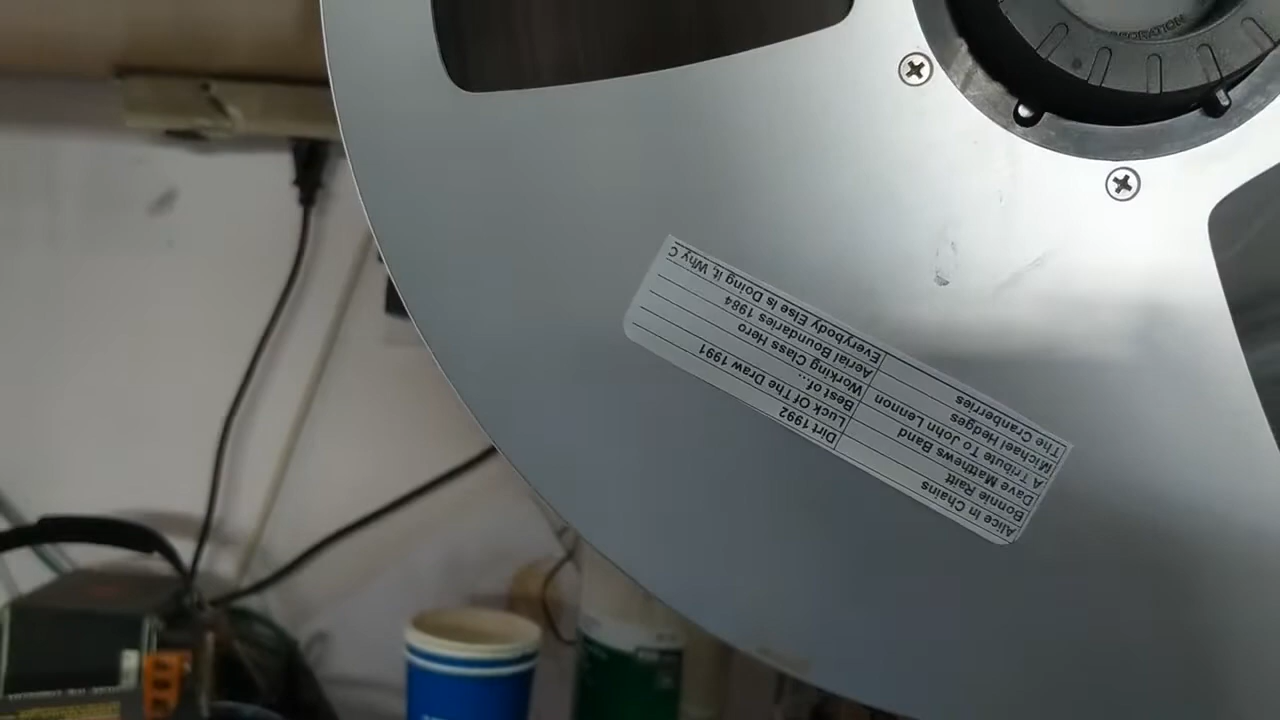 Alice in Chains Dirt 1992
Bonnie Raitt Luck Of The Draw 1991
Dave Matthews Band Best of...
A Tribute To John Lennon Working Class Hero
Michael Hedges Aerial Boundaries 1984
The Cranberries Everybody Else Is Doing it, Why C